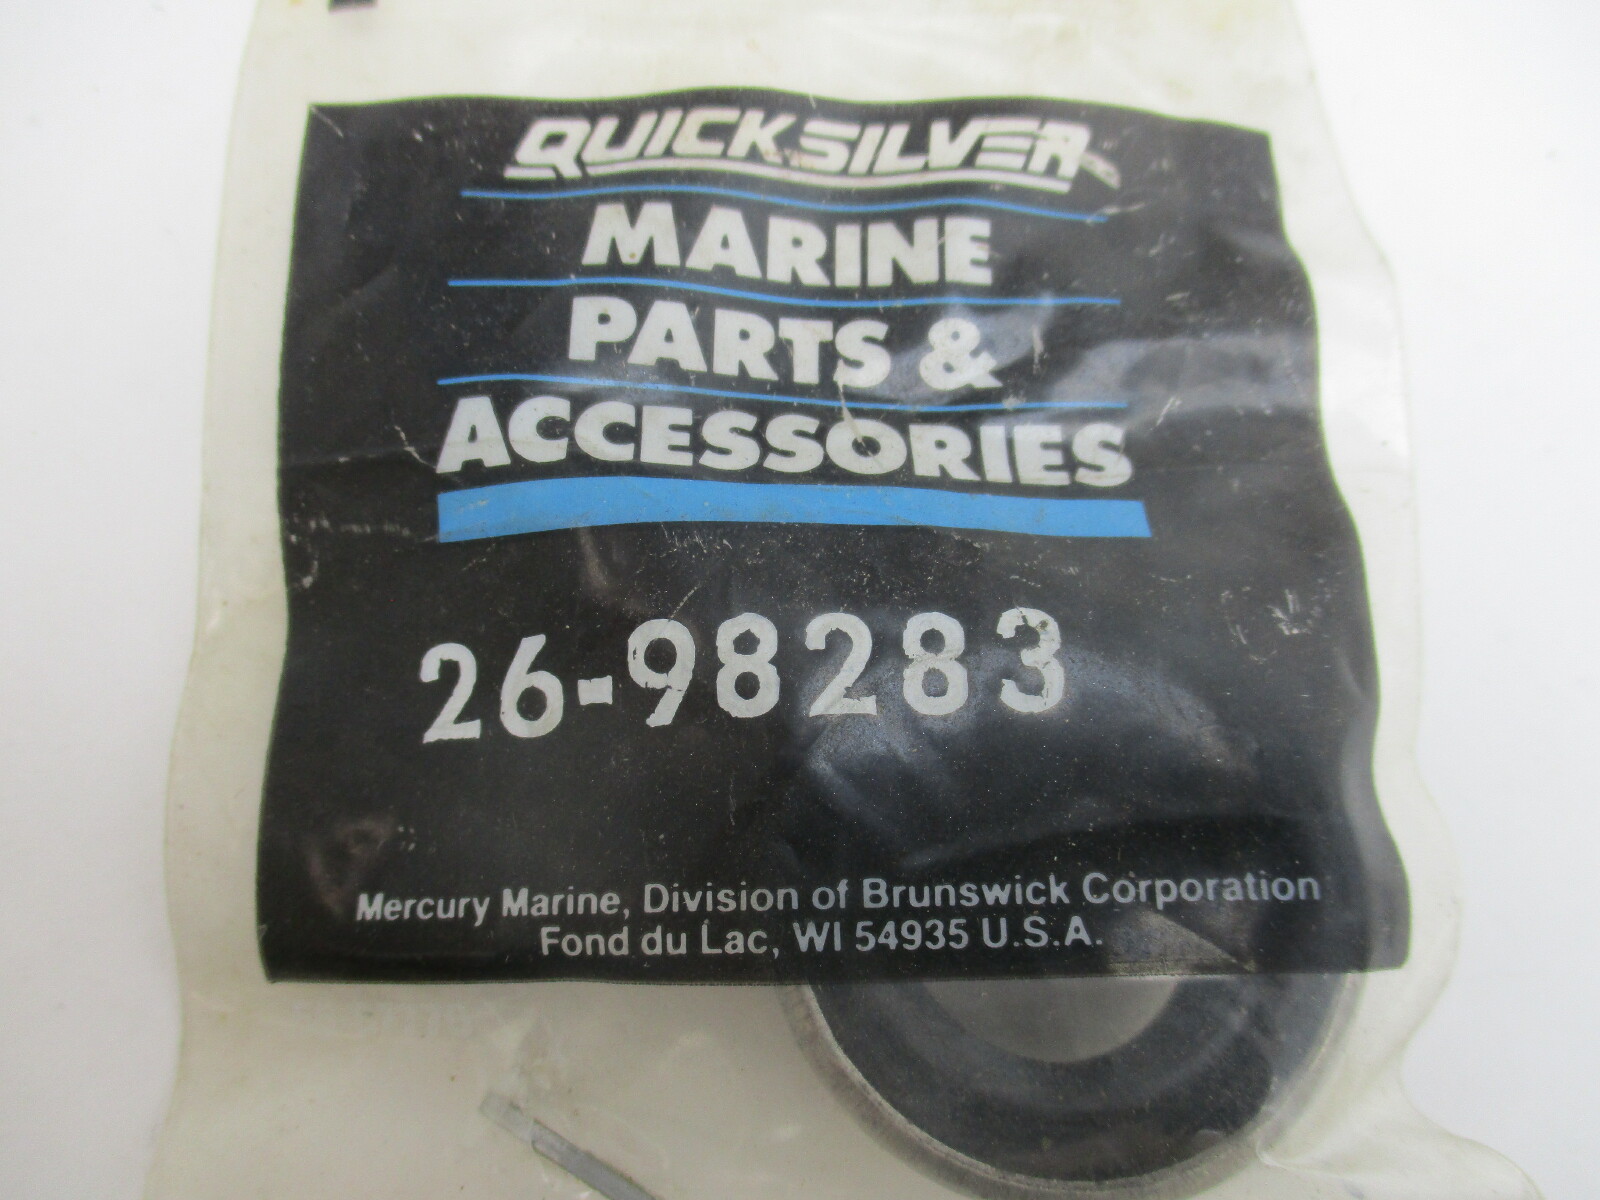 QUICKSILVER
MARINE
PARTS &
ACCESSORIES
26-98283
Mercury Marine, Division of Brunswick Corporation
Fond du Lac, WI 54935 U.S.A.